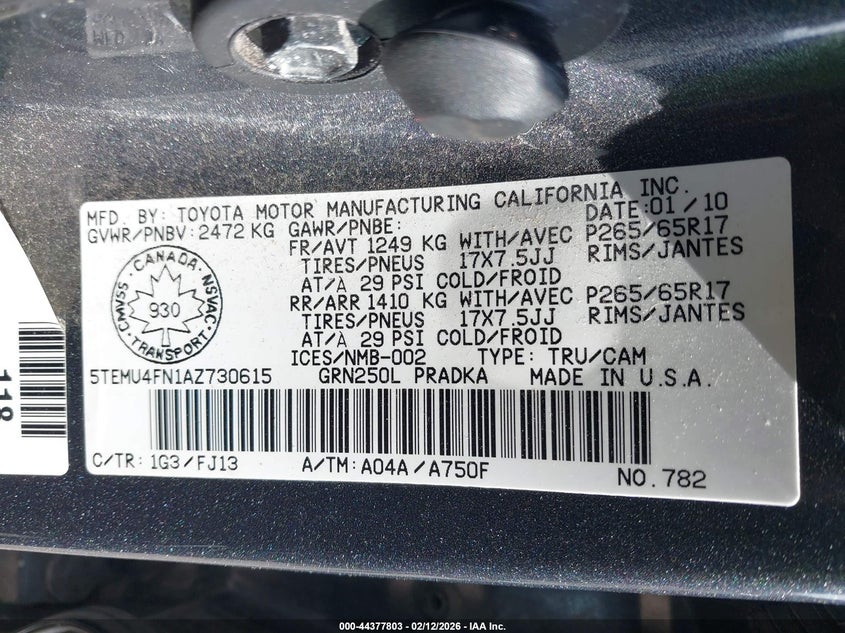 MFD. BY: TOYOTA MOTOR MANUFACTURING CALIFORNIA INC.
GVWR/PNBV: 2472 KG GAWR/PNBE: DATE: 01/10
FR/AVT 1249 KG WITH/AVEC P265/65R17
TIRES/PNEUS 17X7.5JJ RIMS/JANTES
AT/À 29 PSI COLD/FROID
RR/ARR 1410 KG WITH/AVEC P265/65R17
TIRES/PNEUS 17X7.5JJ RIMS/JANTES
AT/À 29 PSI COLD/FROID
CANADA
CMVSS NSVAC
930
TRANSPORT
ICES/NMB-002 TYPE: TRU/CAM
5TEMU4FN1AZ730615 GRN250L PRADKA MADE IN U.S.A.
C/TR: 1G3/FJ13 A/TM: A04A/A750F NO. 782
118
000-44377803 - 02/12/2026 - IAA Inc.